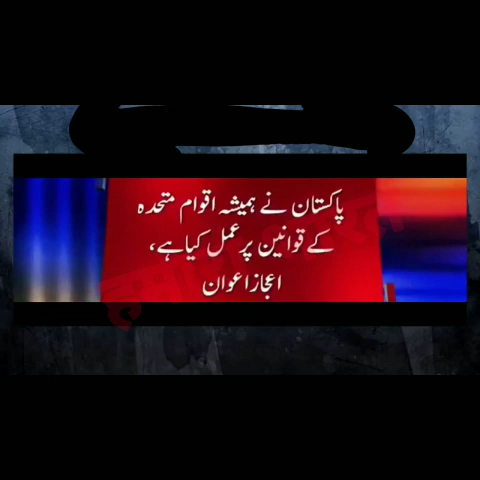 پاکستان نے ہمیشہ اقوام متحدہ
کے قوانین پر عمل کیا ہے،
اعجاز اعوان